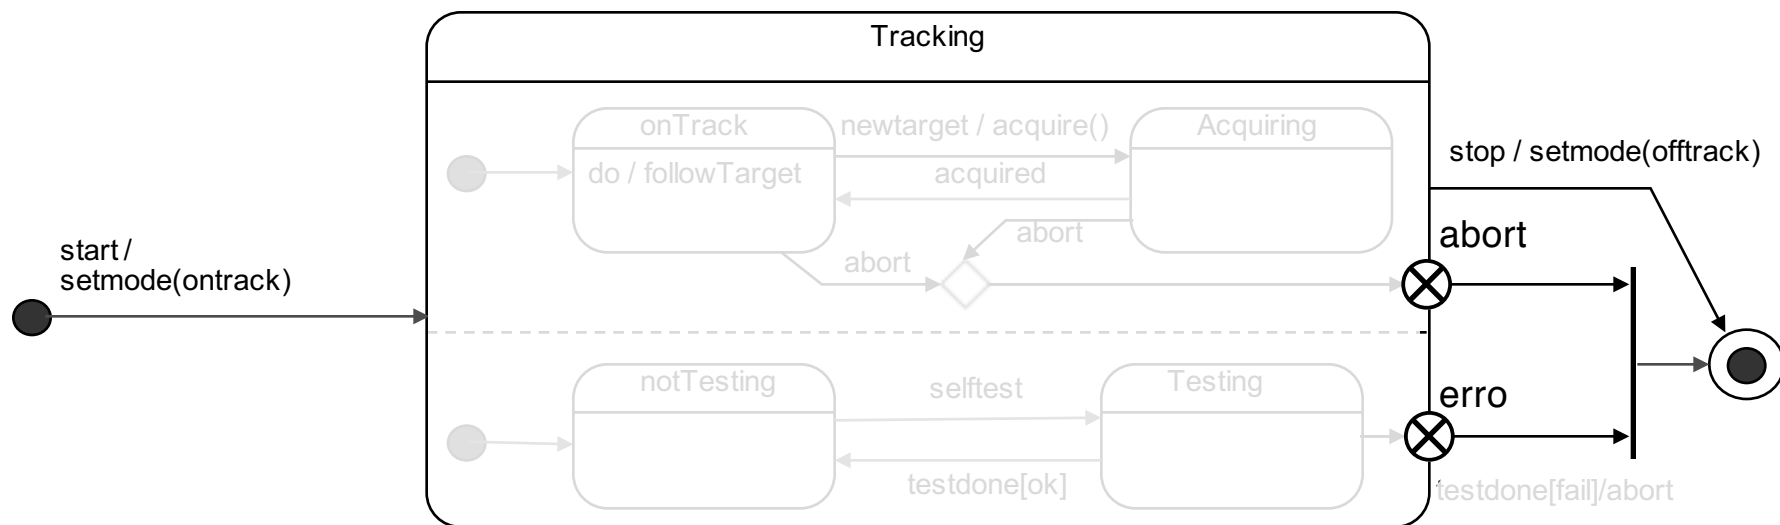 Tracking
onTrack
newtarget / acquire()
Acquiring
stop / setmode(offtrack)
do / followTarget
acquired
abort
abort
start /
setmode(ontrack)
abort
notTesting
selftest
Testing
erro
testdone[ok]
testdone[fail]/abort